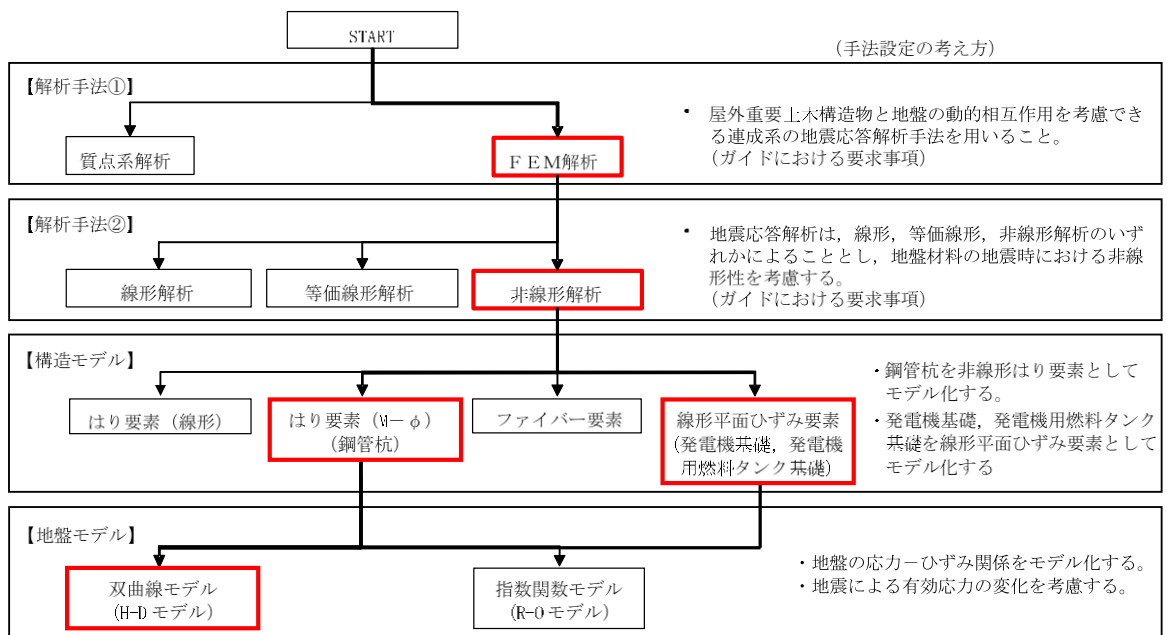 START
(手法設定の考え方)
【解析手法①】
・ 屋外重要土木構造物と地盤の動的相互作用を考慮でき
る連成系の地震応答解析手法を用いること。
(ガイドにおける要求事項)
質点系解析
ＦＥＭ解析
【解析手法②】
・ 地震応答解析は，線形，等価線形，非線形解析のいず
れかによることとし，地盤材料の地震時における非線
形性を考慮する。
(ガイドにおける要求事項)
線形解析
等価線形解析
非線形解析
【構造モデル】
・鋼管杭を非線形はり要素として
モデル化する。
・発電機基礎，発電機用燃料タンク
基礎を線形平面ひずみ要素として
モデル化する
はり要素（線形）
はり要素（M－φ）
(鋼管杭)
ファイバー要素
線形平面ひずみ要素
(発電機基礎，発電機
用燃料タンク基礎)
【地盤モデル】
・地盤の応力－ひずみ関係をモデル化する。
・地震による有効応力の変化を考慮する。
双曲線モデル
(H-Dモデル)
指数関数モデル
(R-Oモデル)